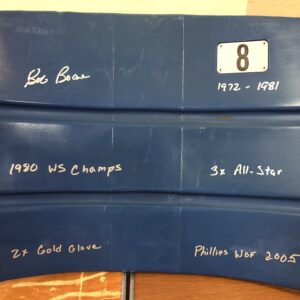 Bob Boone
8
1972 - 1981
1980 WS Champs
3x All-Star
2x Gold Glove
Phillies WOF 2005